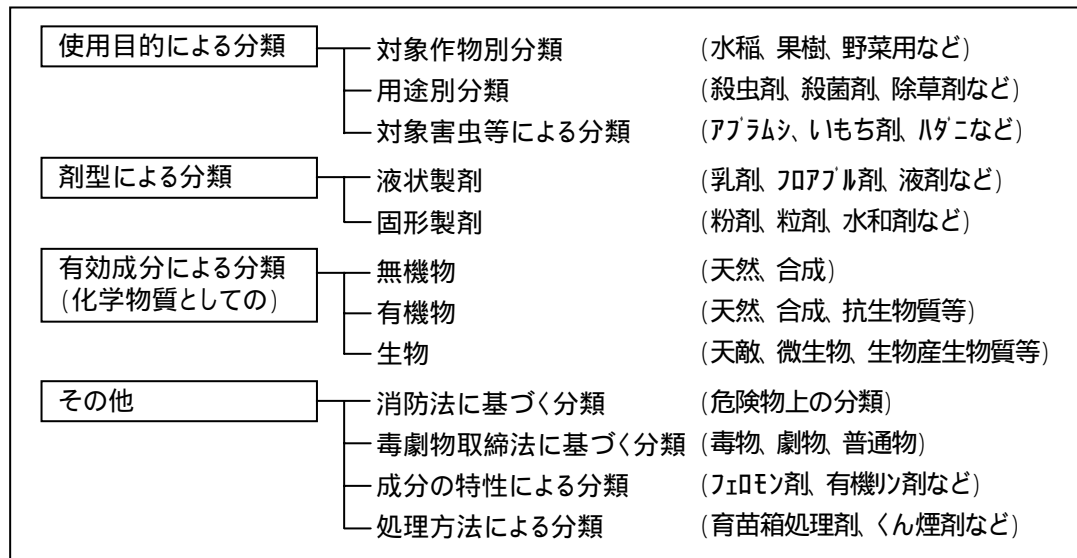 使用目的による分類 対象作物別分類 (水稲、果樹、野菜用など)
用途別分類 (殺虫剤、殺菌剤、除草剤など)
対象害虫等による分類 (ｱﾌﾞﾗﾑｼ、いもち剤、ﾊﾀﾞﾆなど)
剤型による分類 液状製剤 (乳剤、ﾌﾛｱﾌﾞﾙ剤、液剤など)
固形製剤 (粉剤、粒剤、水和剤など)
有効成分による分類 無機物 (天然、合成)
(化学物質としての) 有機物 (天然、合成、抗生物質等)
生物 (天敵、微生物、生物産生物質等)
その他 消防法に基づく分類 (危険物上の分類)
毒劇物取締法に基づく分類 (毒物、劇物、普通物)
成分の特性による分類 (ﾌｪﾛﾓﾝ剤、有機ﾘﾝ剤など)
処理方法による分類 (育苗箱処理剤、くん煙剤など)